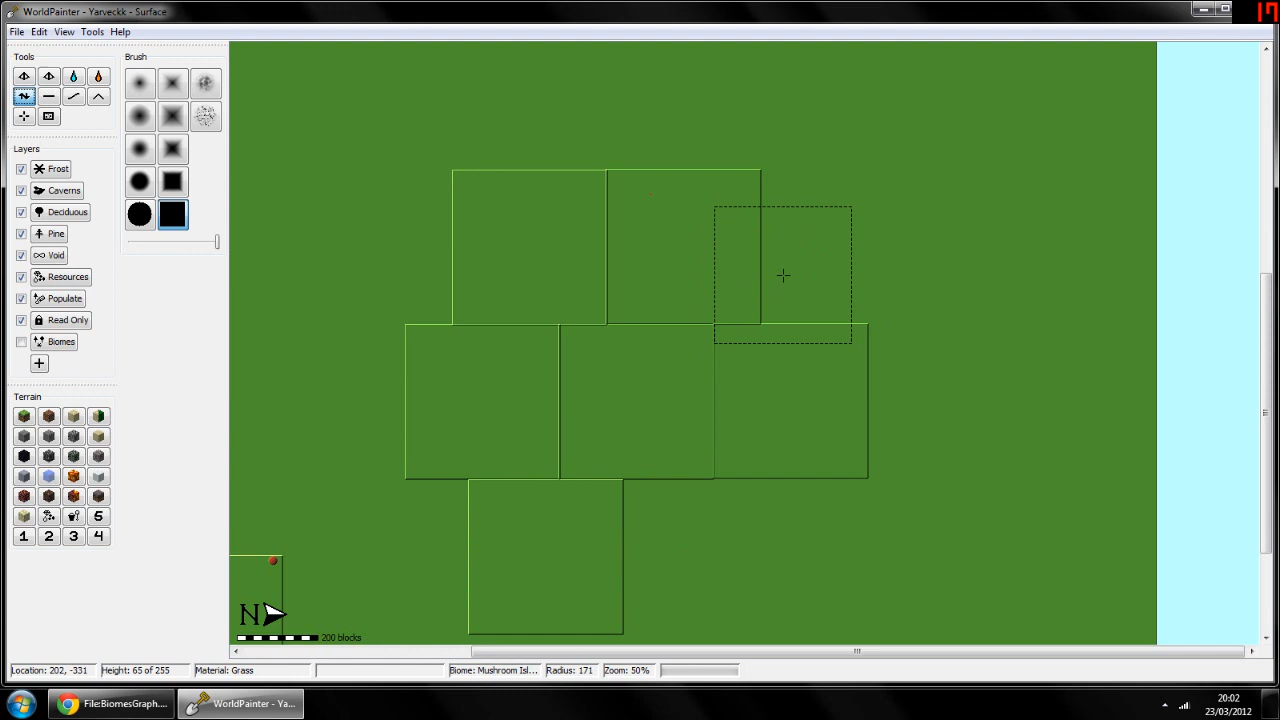 WorldPainter - Yarveckk - Surface
17
File Edit View Tools Help
Tools
Brush
Layers
Frost
Caverns
Deciduous
Pine
Void
Resources
Populate
Read Only
Biomes
Terrain
5
1 2 3 4
N
200 blocks
Location: 202, -331 Height: 65 of 255 Material: Grass Biome: Mushroom Isl... Radius: 171 Zoom: 50%
File:BiomesGraph.... WorldPainter - Ya...
20:02
23/03/2012